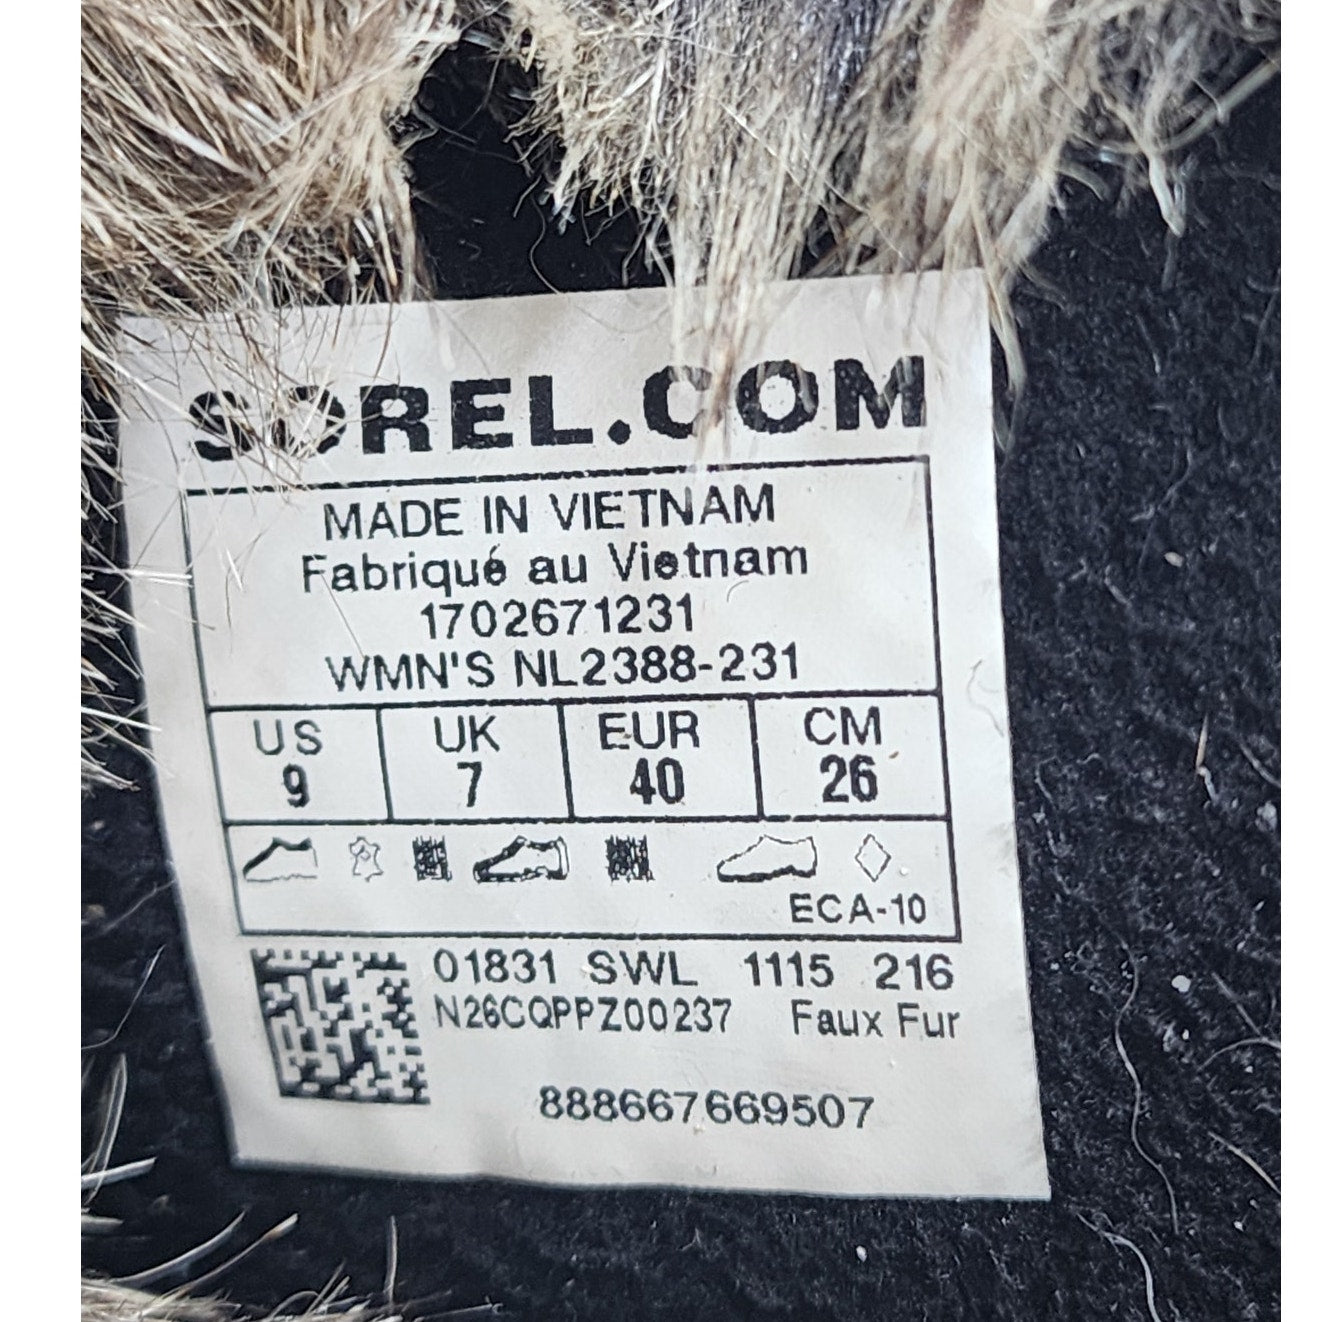 SOREL.COM
MADE IN VIETNAM
Fabriqué au Vietnam
1702671231
WMN'S NL2388-231
US UK EUR CM
9 7 40 26
ECA-10
01831 SWL 1115 216
N26CQPPZ00237 Faux Fur
888667669507